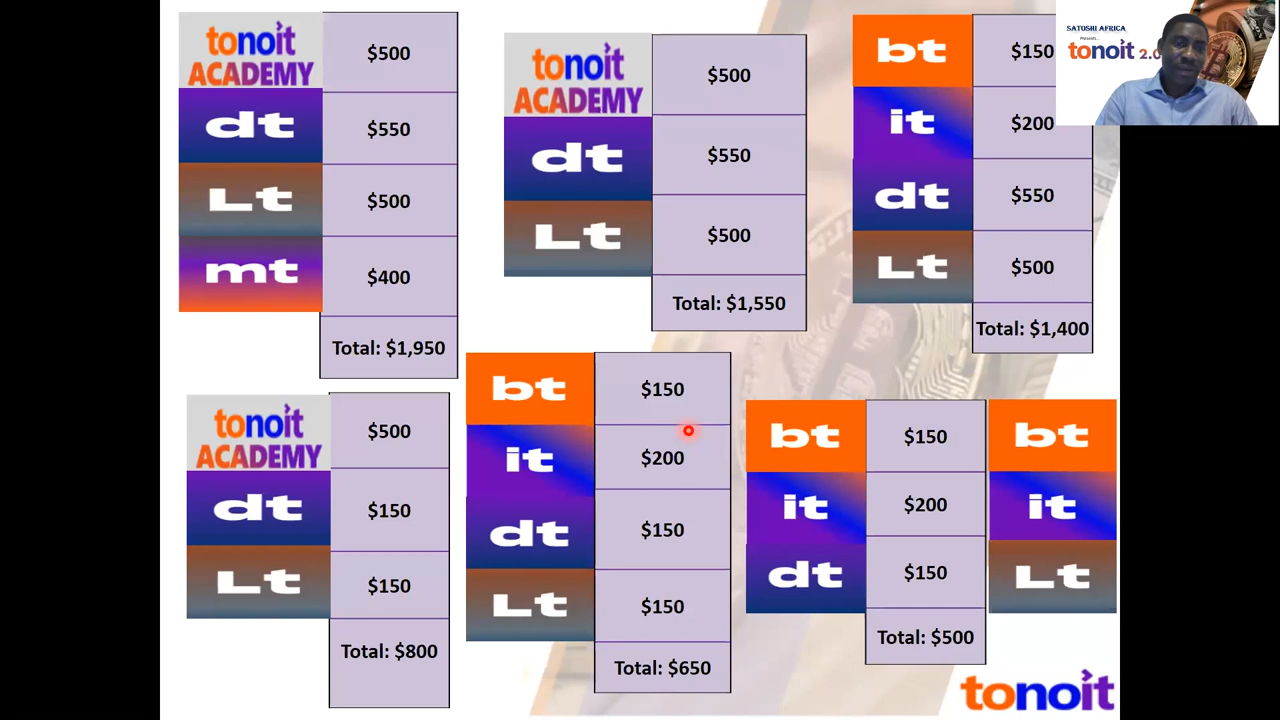 tonoit
ACADEMY
$500
dt
$550
Lt
$500
mt
$400
Total: $1,950
tonoit
ACADEMY
$500
dt
$550
Lt
$500
Total: $1,550
bt
$150
it
$200
dt
$550
Lt
$500
Total: $1,400
SATOSHI AFRICA
Presents...
tonoit 2.0
tonoit
ACADEMY
$500
dt
$150
Lt
$150
Total: $800
bt
$150
it
$200
dt
$150
Lt
$150
Total: $650
bt
$150
it
$200
dt
$150
Total: $500
bt
it
Lt
tonoit